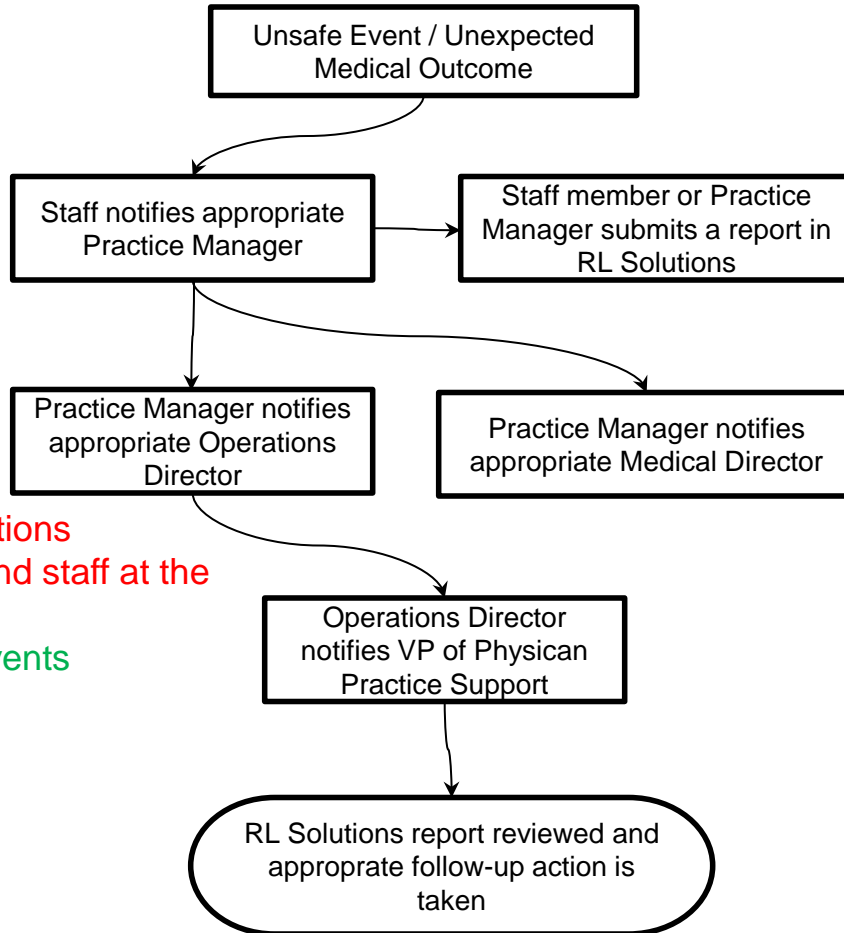 Unsafe Event / Unexpected
Medical Outcome
Staff notifies appropriate
Practice Manager
Staff member or Practice
Manager submits a report in
RL Solutions
Practice Manager notifies
appropriate Operations
Director
Practice Manager notifies
appropriate Medical Director
tions
nd staff at the
vents
Operations Director
notifies VP of Physican
Practice Support
RL Solutions report reviewed and
approprate follow-up action is
taken